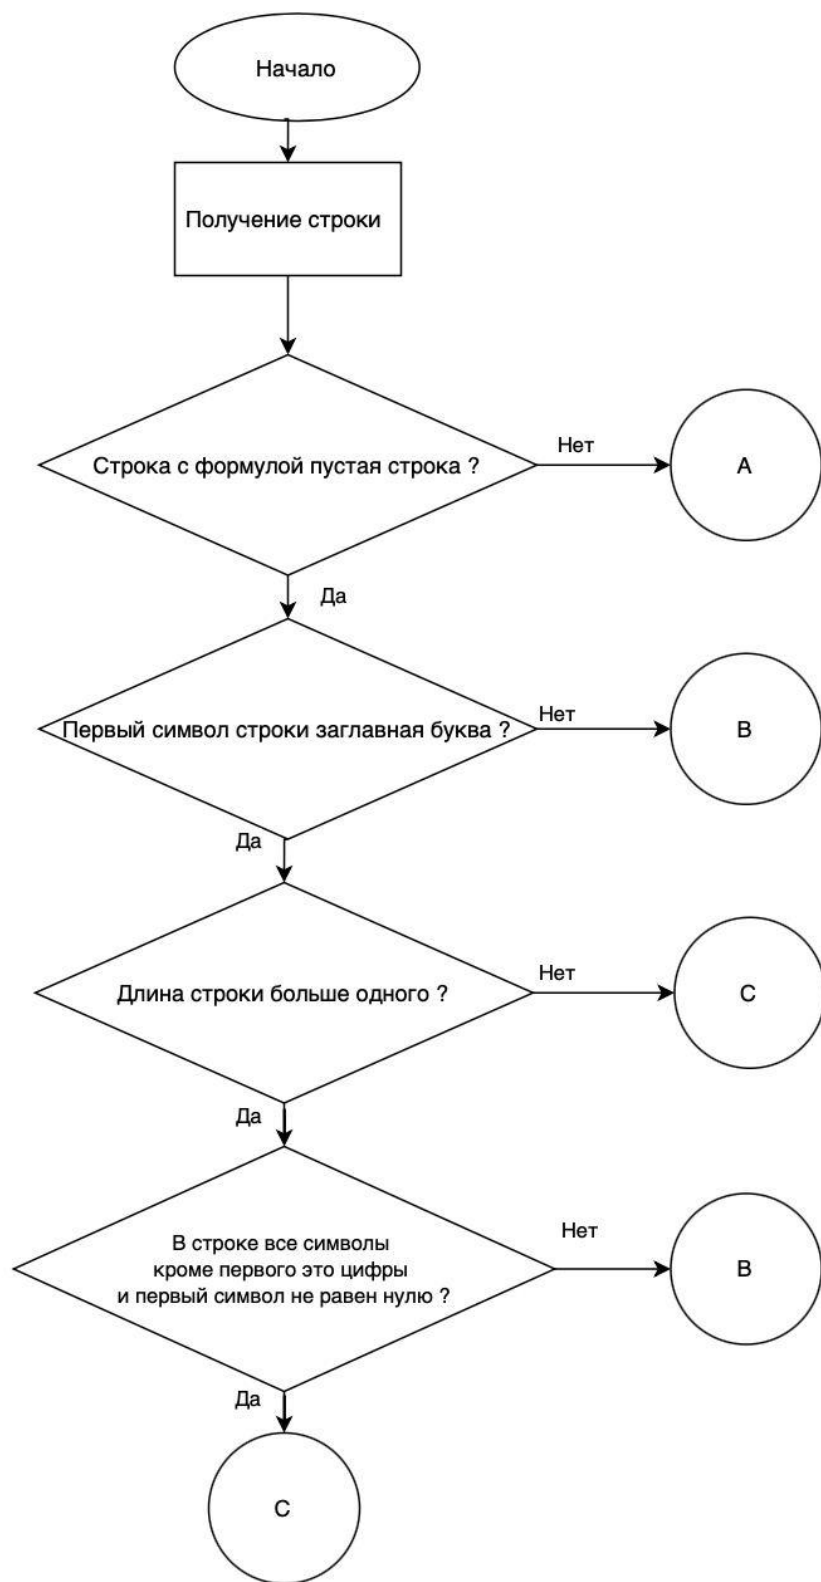 Начало
Получение строки
Строка с формулой пустая строка ?
Нет
A
Да
Первый символ строки заглавная буква ?
Нет
B
Да
Длина строки больше одного ?
Нет
C
Да
В строке все символы
кроме первого это цифры
и первый символ не равен нулю ?
Нет
B
Да
C